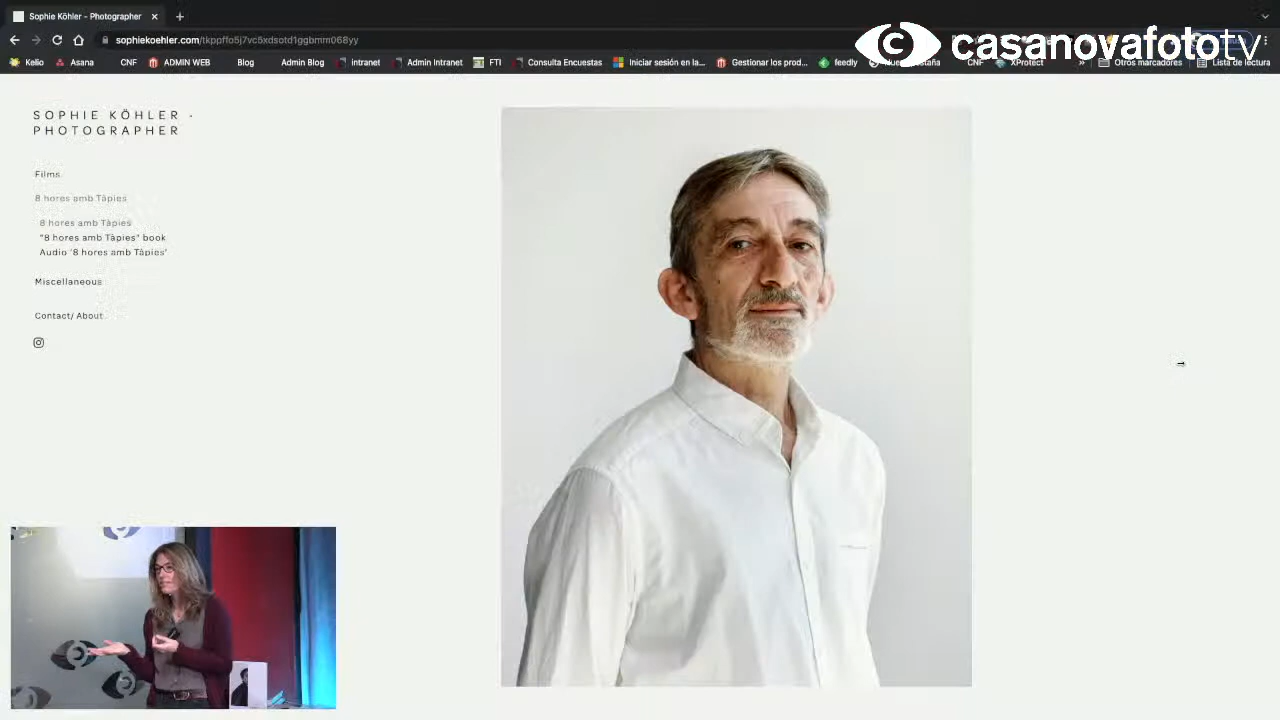 Sophie Köhler - Photographer
sophiekoehler.com/tkppffo5j7vc5xdsotd1ggbmm068yy
casanovafototv
Kelio Asana CNF ADMIN WEB Blog Admin Blog intranet Admin Intranet FTI Consulta Encuestas Iniciar sesión en la... Gestionar los prod... feedly CNF XProtect » Otros marcadores Lista de lectura
SOPHIE KÖHLER -
PHOTOGRAPHER
Films
8 hores amb Tàpies
8 hores amb Tàpies
"8 hores amb Tàpies" book
Audio '8 hores amb Tàpies'
Miscellaneous
Contact/ About